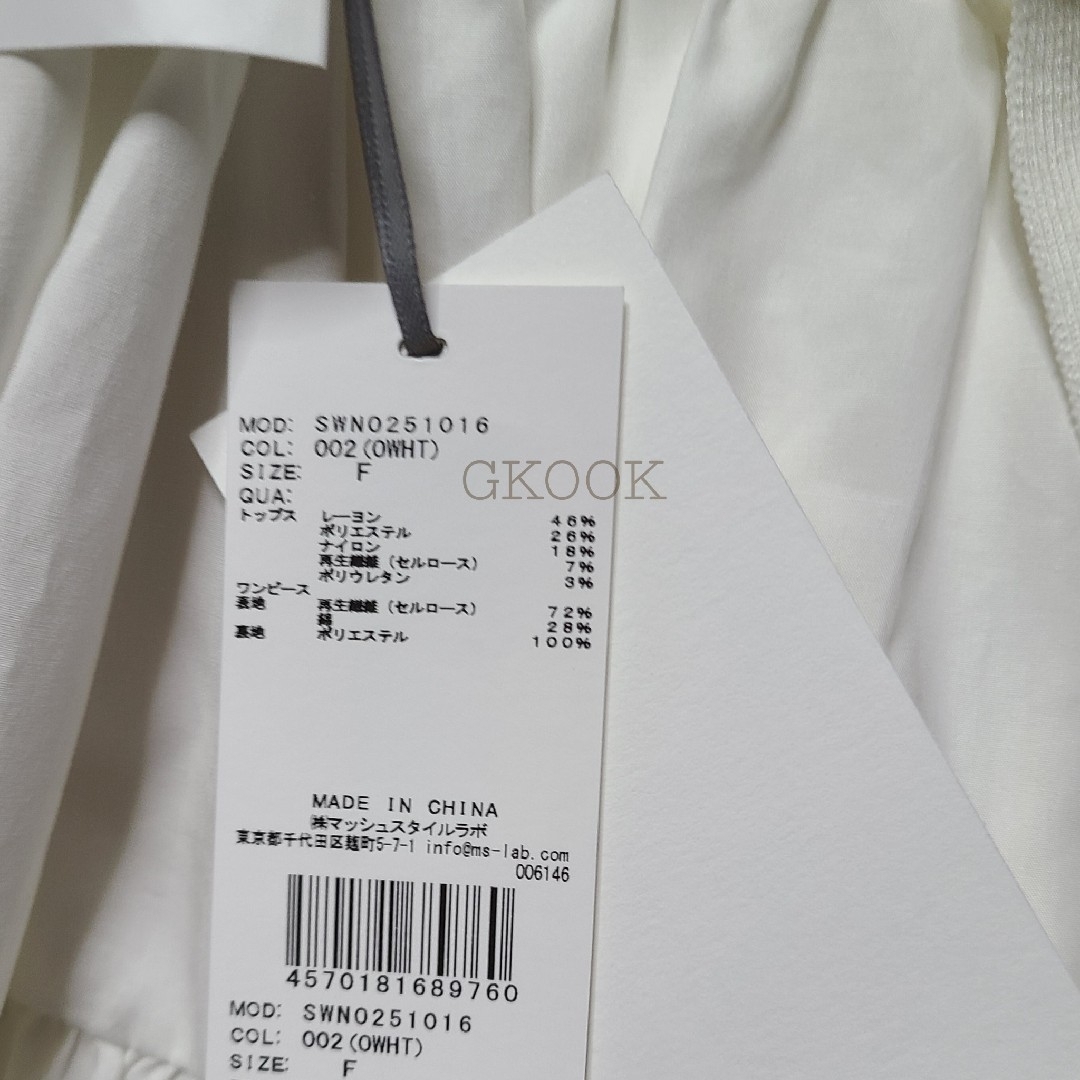 MOD: SWNO251016
COL: 002(OWHT)
SIZE: F
GKOOK
QUA:
トップス レーヨン 46%
ポリエステル 26%
ナイロン 18%
再生繊維(セルロース) 7%
ポリウレタン 3%
ワンピース
表地 再生繊維(セルロース) 72%
綿 28%
裏地 ポリエステル 100%
MADE IN CHINA
㈱マッシュスタイルラボ
東京都千代田区麹町5-7-1 info@ms-lab.com
006146
4570181689760
MOD: SWNO251016
COL: 002(OWHT)
SIZE: F